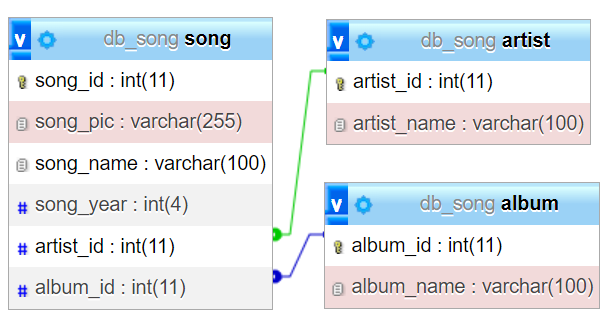 v db_song song
song_id : int(11)
song_pic : varchar(255)
song_name : varchar(100)
# song_year : int(4)
# artist_id : int(11)
# album_id : int(11)
v db_song artist
artist_id : int(11)
artist_name : varchar(100)
v db_song album
album_id : int(11)
album_name : varchar(100)